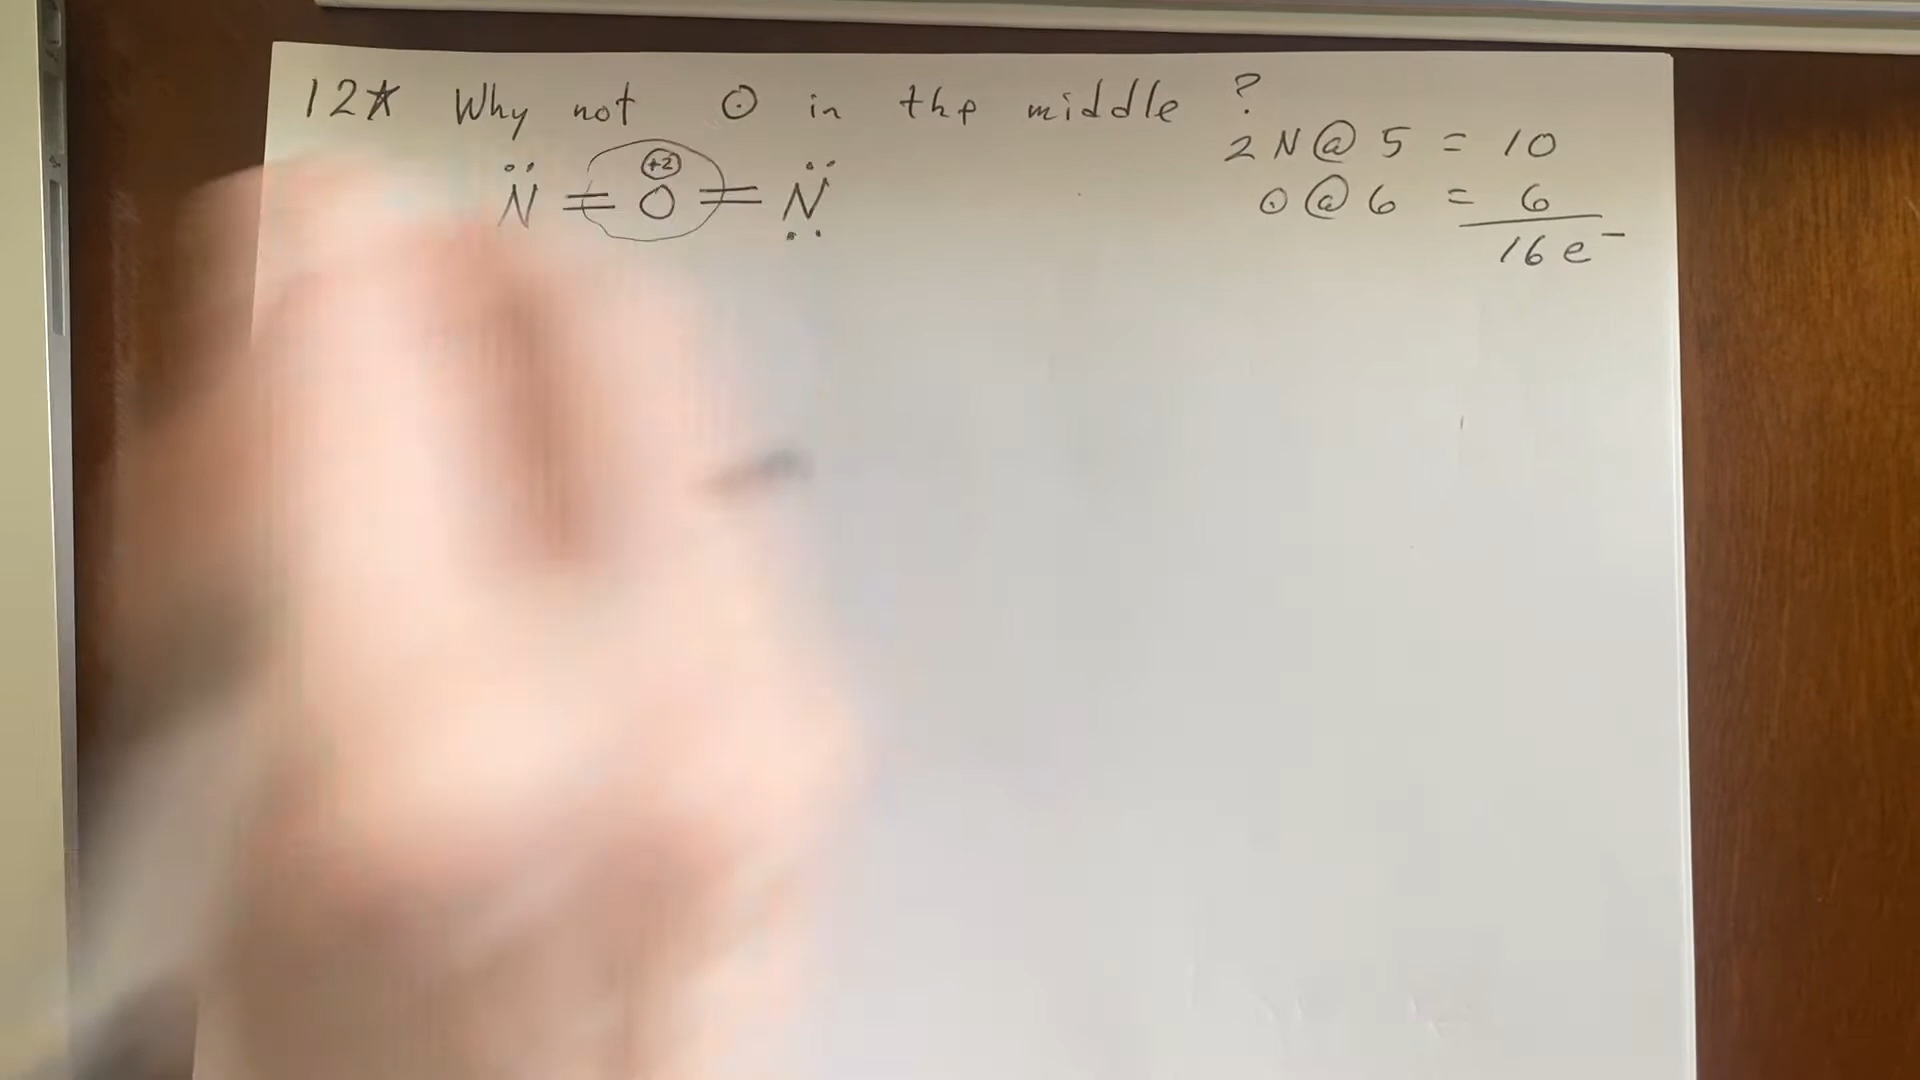 12* Why not O in the middle ?
2 N @ 5 = 10
+2
N = O = N
O @ 6 = 6
16 e⁻